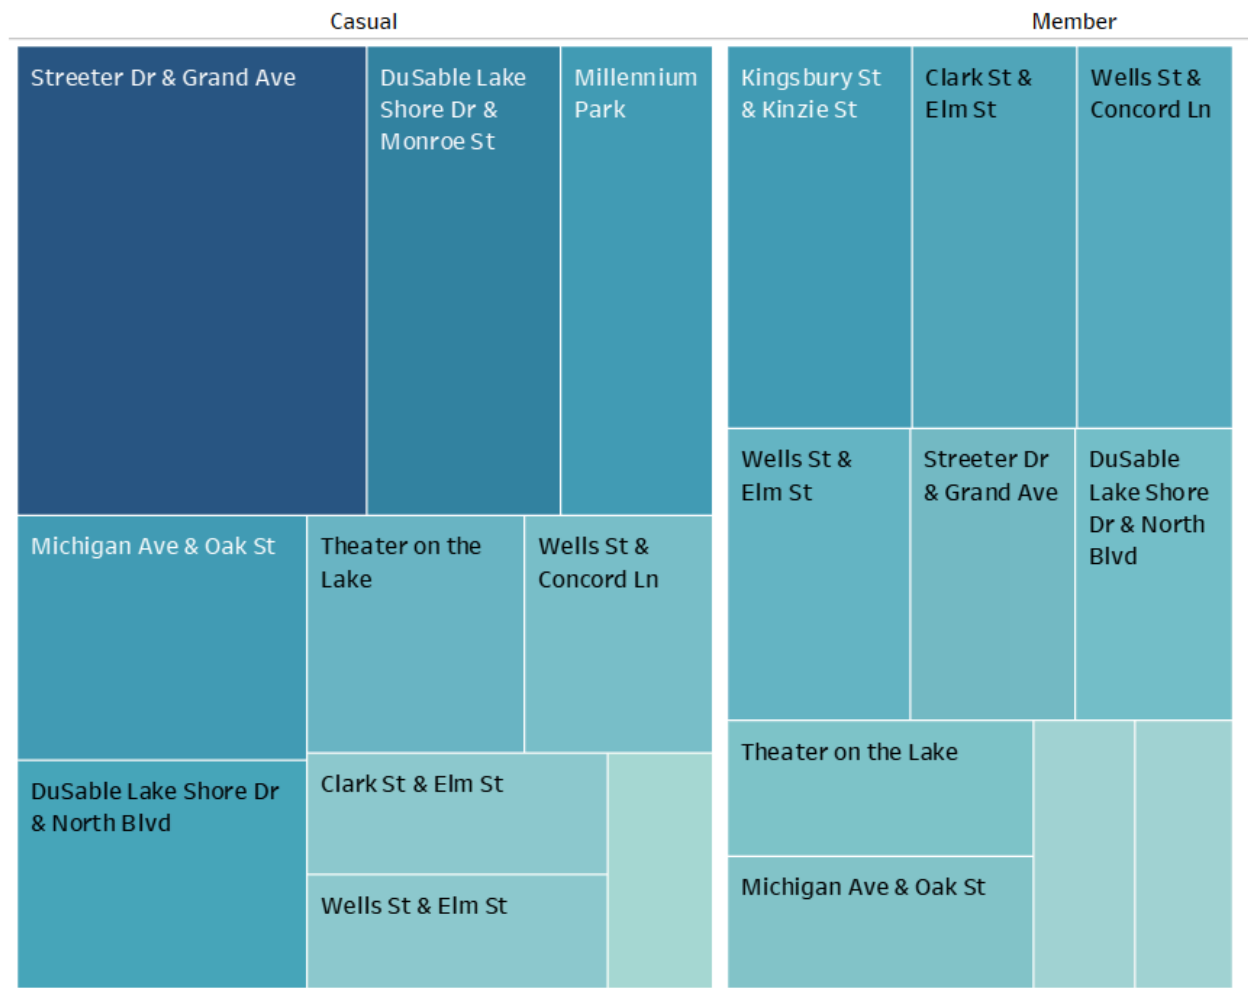 Casual
Streeter Dr & Grand Ave
DuSable Lake
Shore Dr &
Monroe St
Millennium
Park
Michigan Ave & Oak St
Theater on the
Lake
Wells St &
Concord Ln
DuSable Lake Shore Dr
& North Blvd
Clark St & Elm St
Wells St & Elm St
Member
Kingsbury St
& Kinzie St
Clark St &
Elm St
Wells St &
Concord Ln
Wells St &
Elm St
Streeter Dr
& Grand Ave
DuSable
Lake Shore
Dr & North
Blvd
Theater on the Lake
Michigan Ave & Oak St